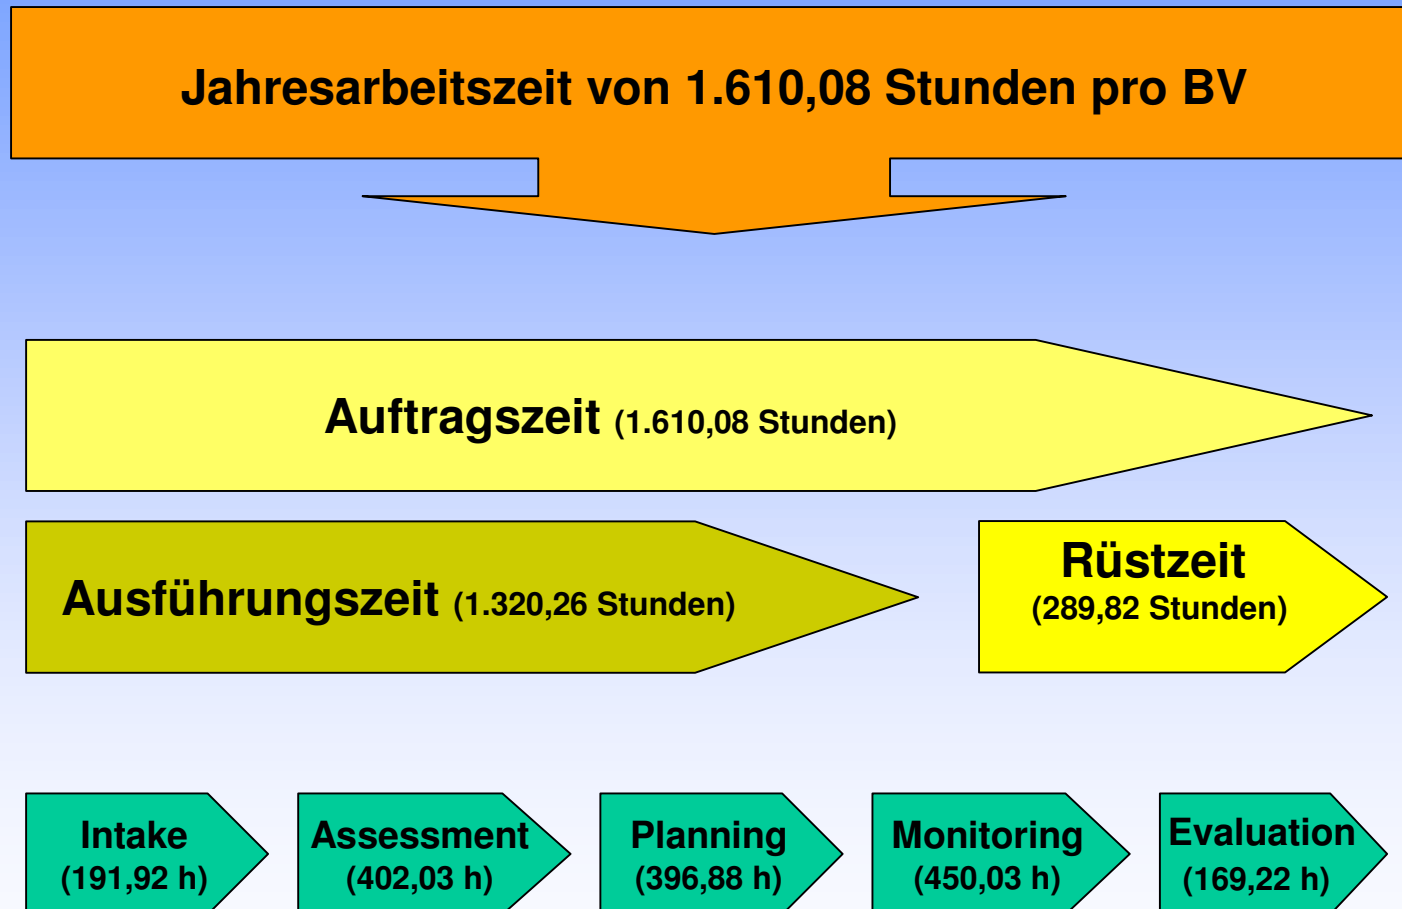 Jahresarbeitszeit von 1.610,08 Stunden pro BV
Auftragszeit (1.610,08 Stunden)
Ausführungszeit (1.320,26 Stunden)
Rüstzeit
(289,82 Stunden)
Intake
(191,92 h)
Assessment
(402,03 h)
Planning
(396,88 h)
Monitoring
(450,03 h)
Evaluation
(169,22 h)